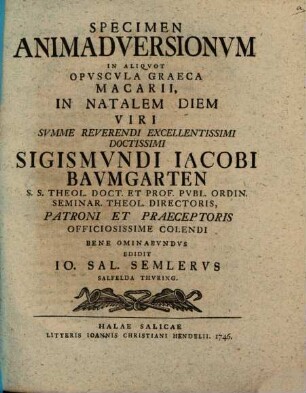 SPECIMEN
ANIMADVERSIONVM
IN ALIQVOT
OPVSCVLA GRAECA
MACARII,
IN NATALEM DIEM
VIRI
SVMME REVERENDI EXCELLENTISSIMI
DOCTISSIMI
SIGISMVNDI IACOBI
BAVMGARTEN
S. S. THEOL. DOCT. ET PROF. PVBL. ORDIN.
SEMINAR. THEOL. DIRECTORIS,
PATRONI ET PRAECEPTORIS
OFFICIOSISSIME COLENDI
BENE OMINABVNDVS
EDIDIT
IO. SAL. SEMLERVS
SALFELDA THVRING.
HALAE SALICAE
LITTERIS IOANNIS CHRISTIANI HENDELII. 1746.